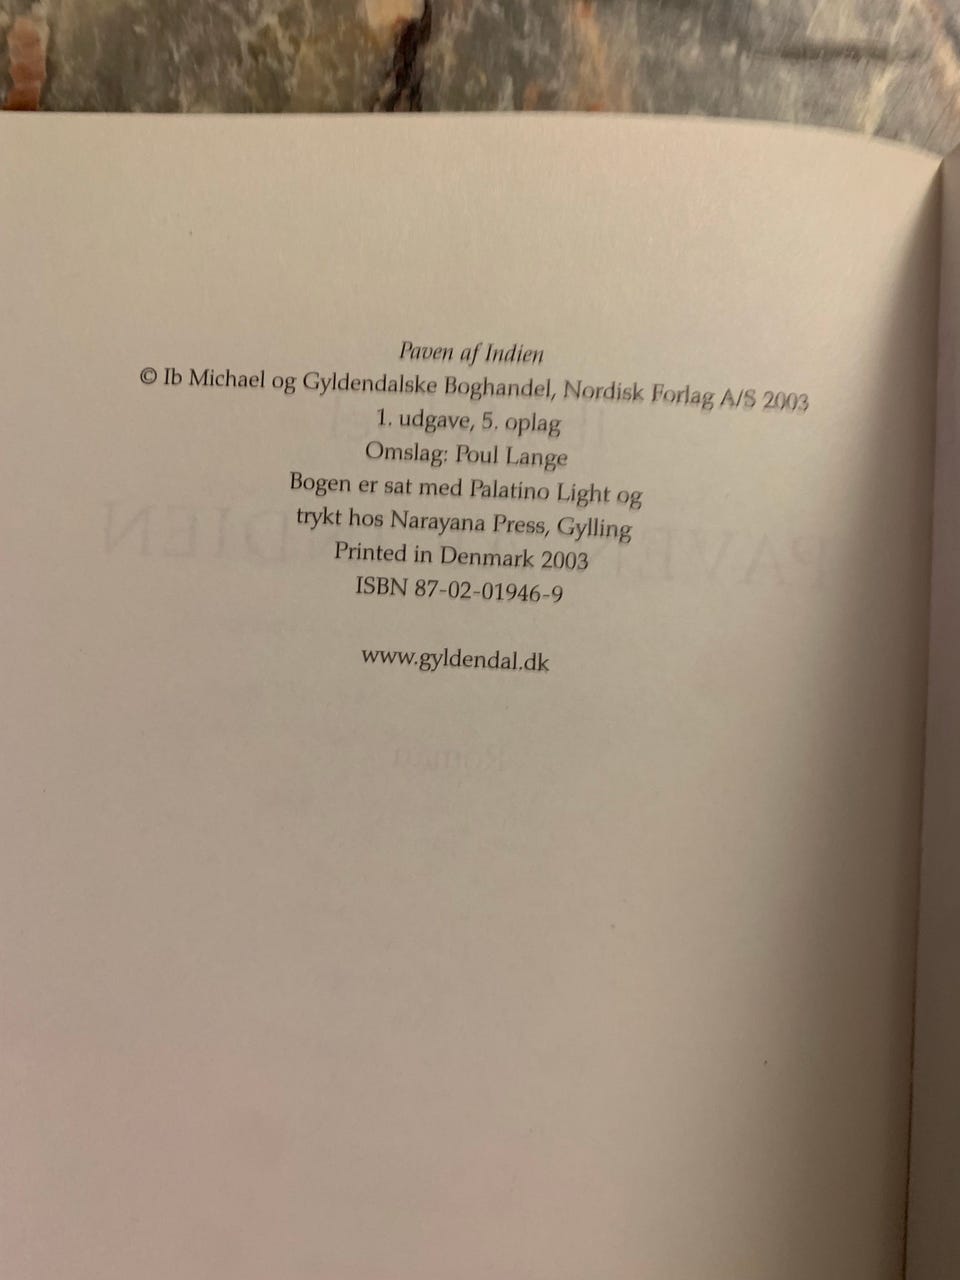 Paven af Indien
© Ib Michael og Gyldendalske Boghandel, Nordisk Forlag A/S 2003
1. udgave, 5. oplag
Omslag: Poul Lange
Bogen er sat med Palatino Light og
trykt hos Narayana Press, Gylling
Printed in Denmark 2003
ISBN 87-02-01946-9
www.gyldendal.dk